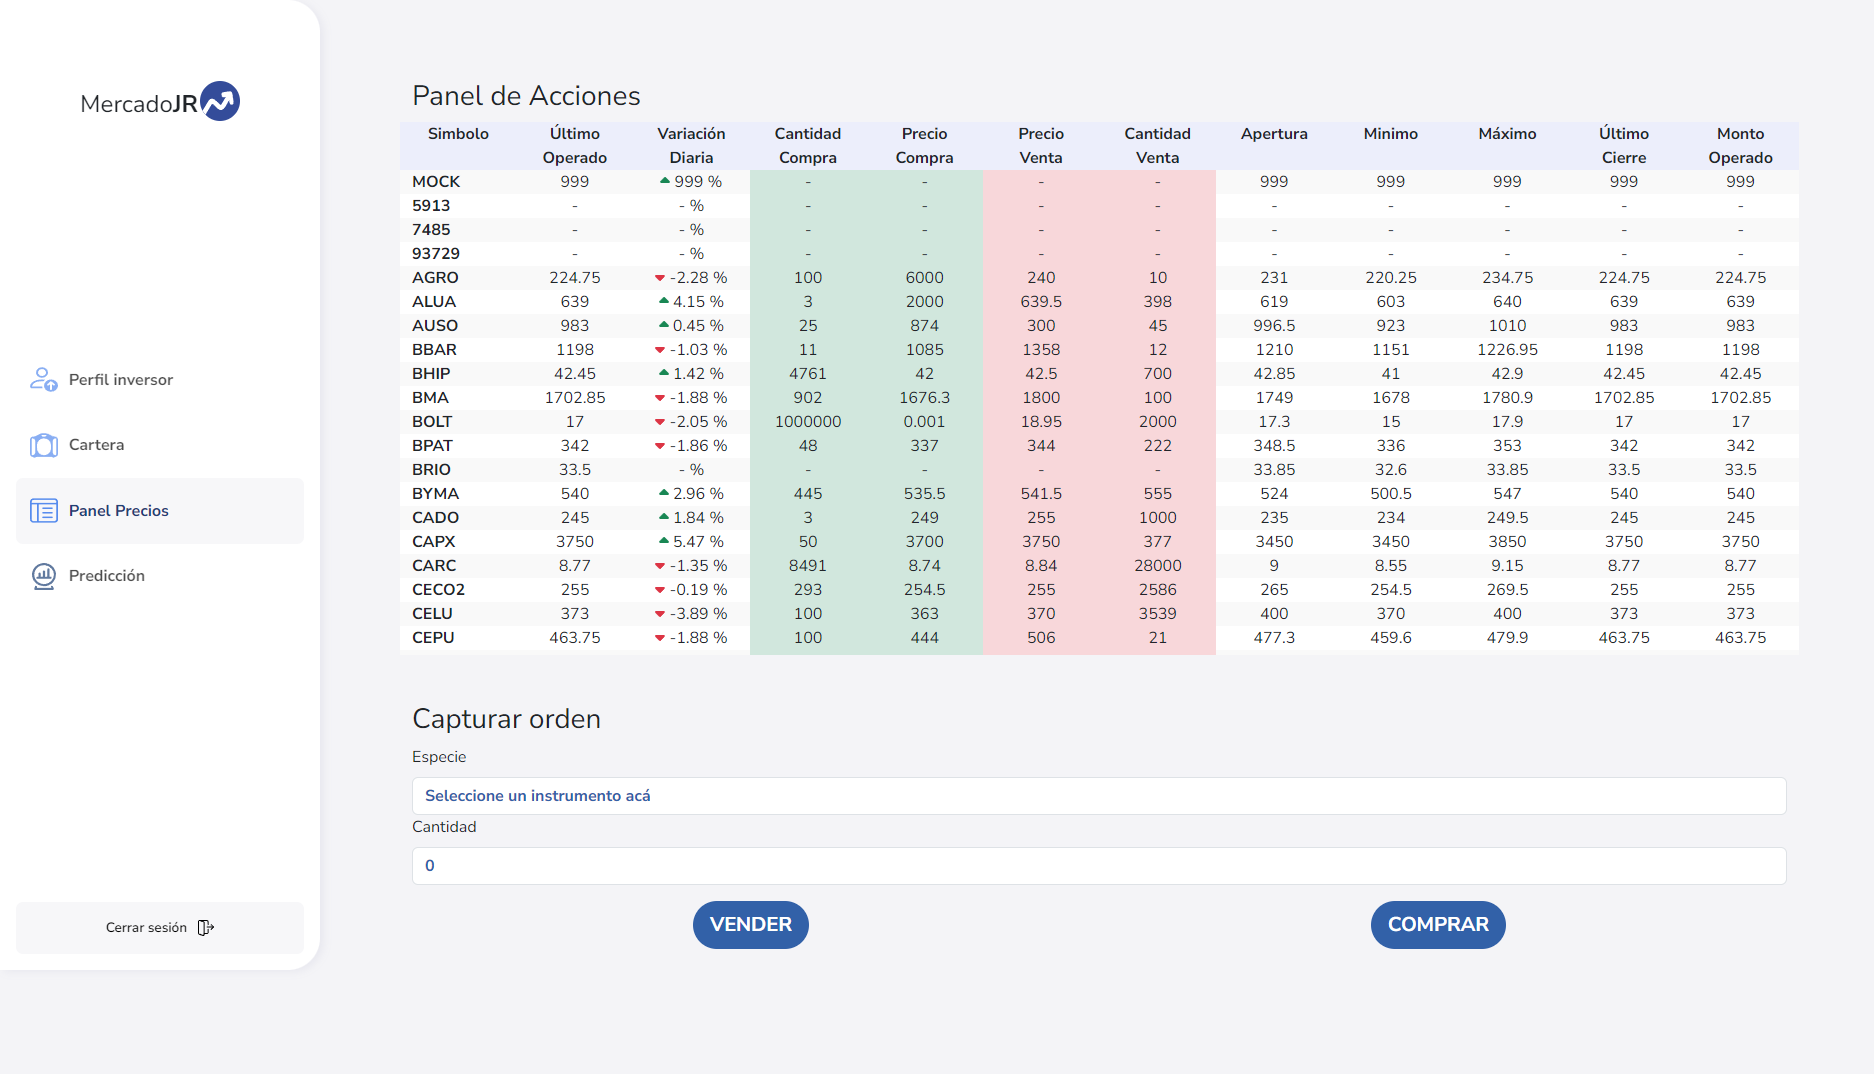 MercadoJR
Perfil inversor
Cartera
Panel Precios
Predicción
Cerrar sesión
Panel de Acciones
Simbolo Último Operado Variación Diaria Cantidad Compra Precio Compra Precio Venta Cantidad Venta Apertura Minimo Máximo Último Cierre Monto Operado
MOCK 999 999 % - - - - 999 999 999 999 999
5913 - - % - - - - - - - - -
7485 - - % - - - - - - - - -
93729 - - % - - - - - - - - -
AGRO 224.75 -2.28 % 100 6000 240 10 231 220.25 234.75 224.75 224.75
ALUA 639 4.15 % 3 2000 639.5 398 619 603 640 639 639
AUSO 983 0.45 % 25 874 300 45 996.5 923 1010 983 983
BBAR 1198 -1.03 % 11 1085 1358 12 1210 1151 1226.95 1198 1198
BHIP 42.45 1.42 % 4761 42 42.5 700 42.85 41 42.9 42.45 42.45
BMA 1702.85 -1.88 % 902 1676.3 1800 100 1749 1678 1780.9 1702.85 1702.85
BOLT 17 -2.05 % 1000000 0.001 18.95 2000 17.3 15 17.9 17 17
BPAT 342 -1.86 % 48 337 344 222 348.5 336 353 342 342
BRIO 33.5 - % - - - - 33.85 32.6 33.85 33.5 33.5
BYMA 540 2.96 % 445 535.5 541.5 555 524 500.5 547 540 540
CADO 245 1.84 % 3 249 255 1000 235 234 249.5 245 245
CAPX 3750 5.47 % 50 3700 3750 377 3450 3450 3850 3750 3750
CARC 8.77 -1.35 % 8491 8.74 8.84 28000 9 8.55 9.15 8.77 8.77
CECO2 255 -0.19 % 293 254.5 255 2586 265 254.5 269.5 255 255
CELU 373 -3.89 % 100 363 370 3539 400 370 400 373 373
CEPU 463.75 -1.88 % 100 444 506 21 477.3 459.6 479.9 463.75 463.75
Capturar orden
Especie
Seleccione un instrumento acá
Cantidad
0
VENDER
COMPRAR